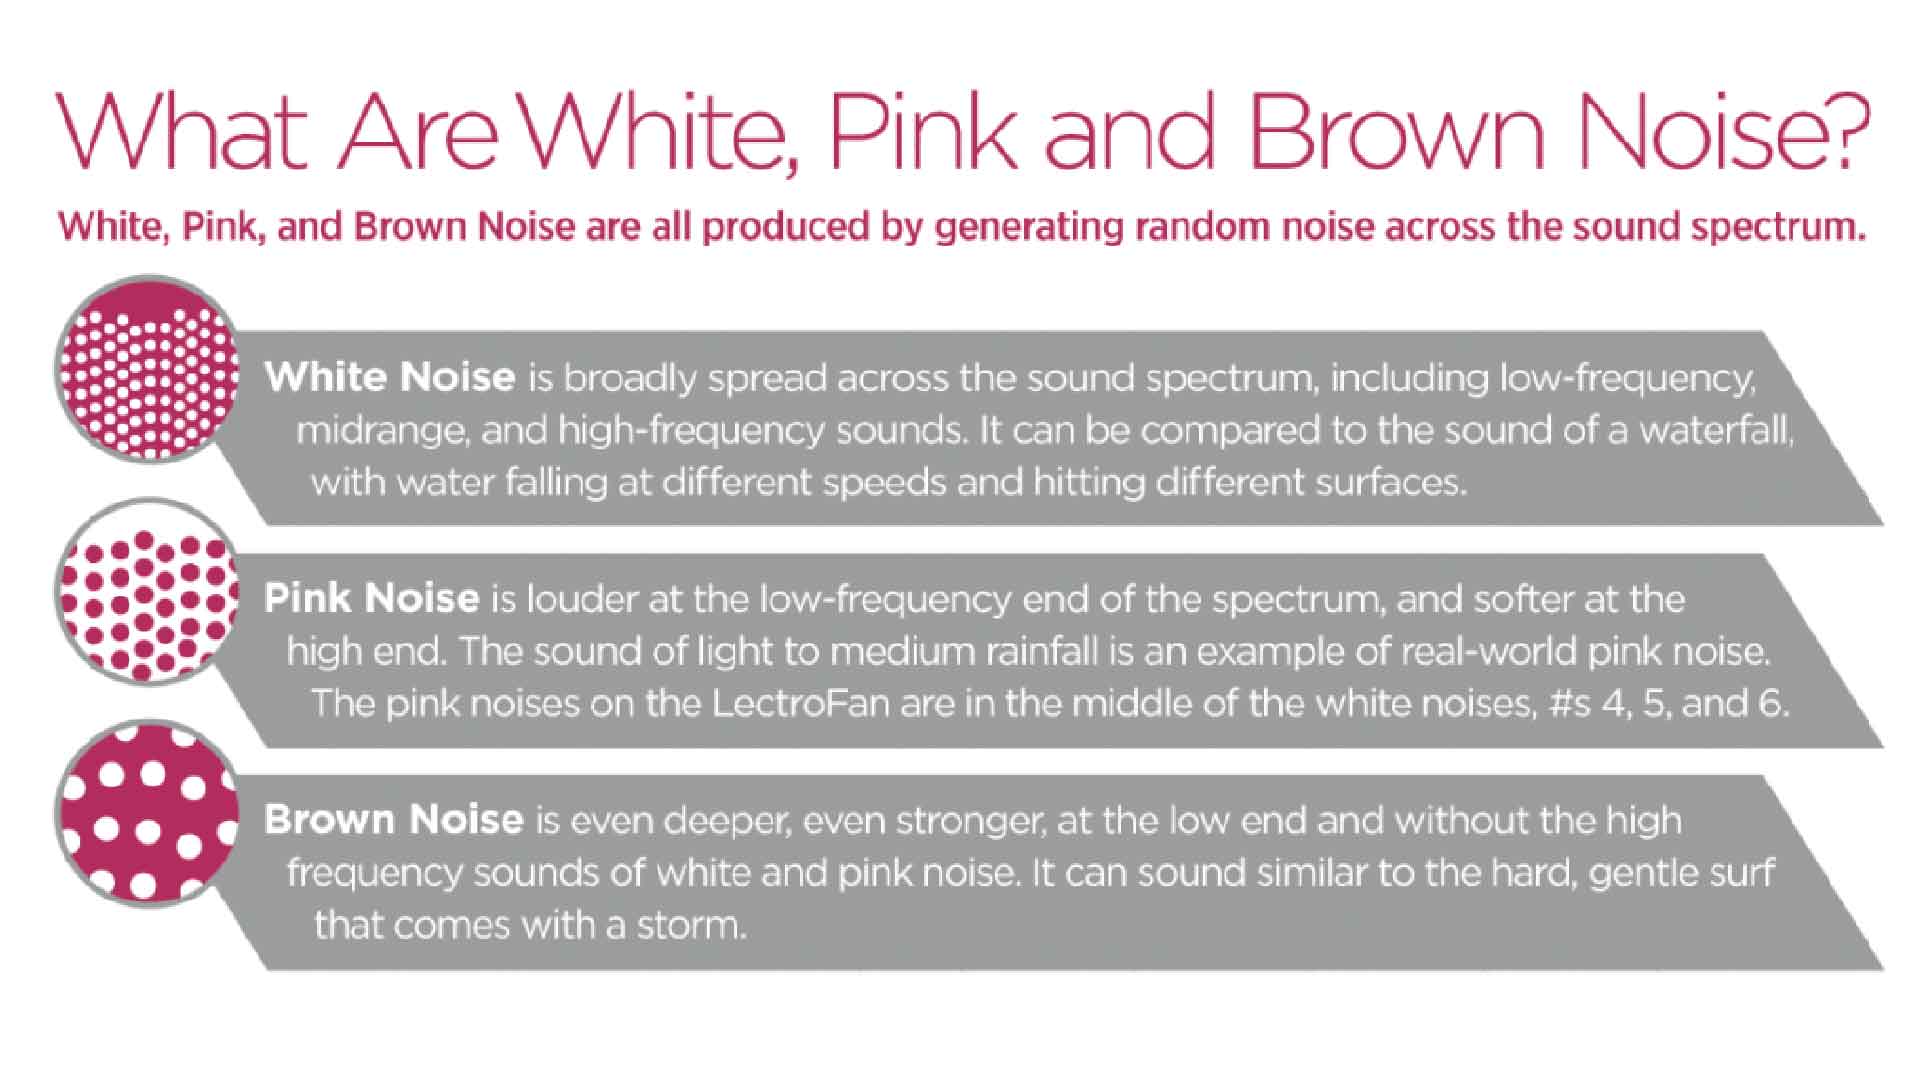 What Are White, Pink and Brown Noise?
White, Pink, and Brown Noise are all produced by generating random noise across the sound spectrum.
White Noise is broadly spread across the sound spectrum, including low-frequency,
midrange, and high-frequency sounds. It can be compared to the sound of a waterfall,
with water falling at different speeds and hitting different surfaces.
Pink Noise is louder at the low-frequency end of the spectrum, and softer at the
high end. The sound of light to medium rainfall is an example of real-world pink noise.
The pink noises on the LectroFan are in the middle of the white noises, #s 4, 5, and 6.
Brown Noise is even deeper, even stronger, at the low end and without the high
frequency sounds of white and pink noise. It can sound similar to the hard, gentle surf
that comes with a storm.